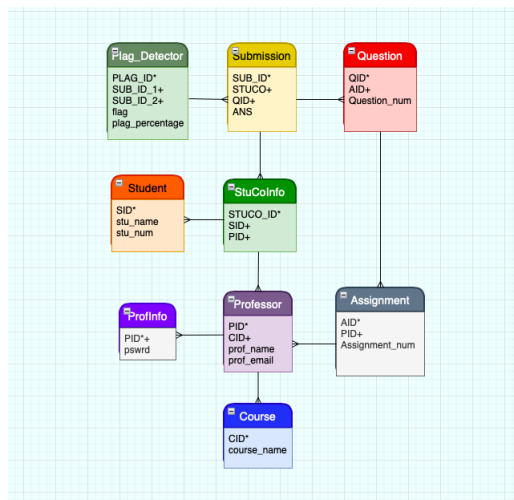 Plag_Detector
PLAG_ID*
SUB_ID_1+
SUB_ID_2+
flag
plag_percentage
Submission
SUB_ID*
STUCO+
QID+
ANS
Question
QID*
AID+
Question_num
Student
SID*
stu_name
stu_num
StuCoInfo
STUCO_ID*
SID+
PID+
ProfInfo
PID*+
pswrd
Professor
PID*
CID+
prof_name
prof_email
Assignment
AID*
PID+
Assignment_num
Course
CID*
course_name